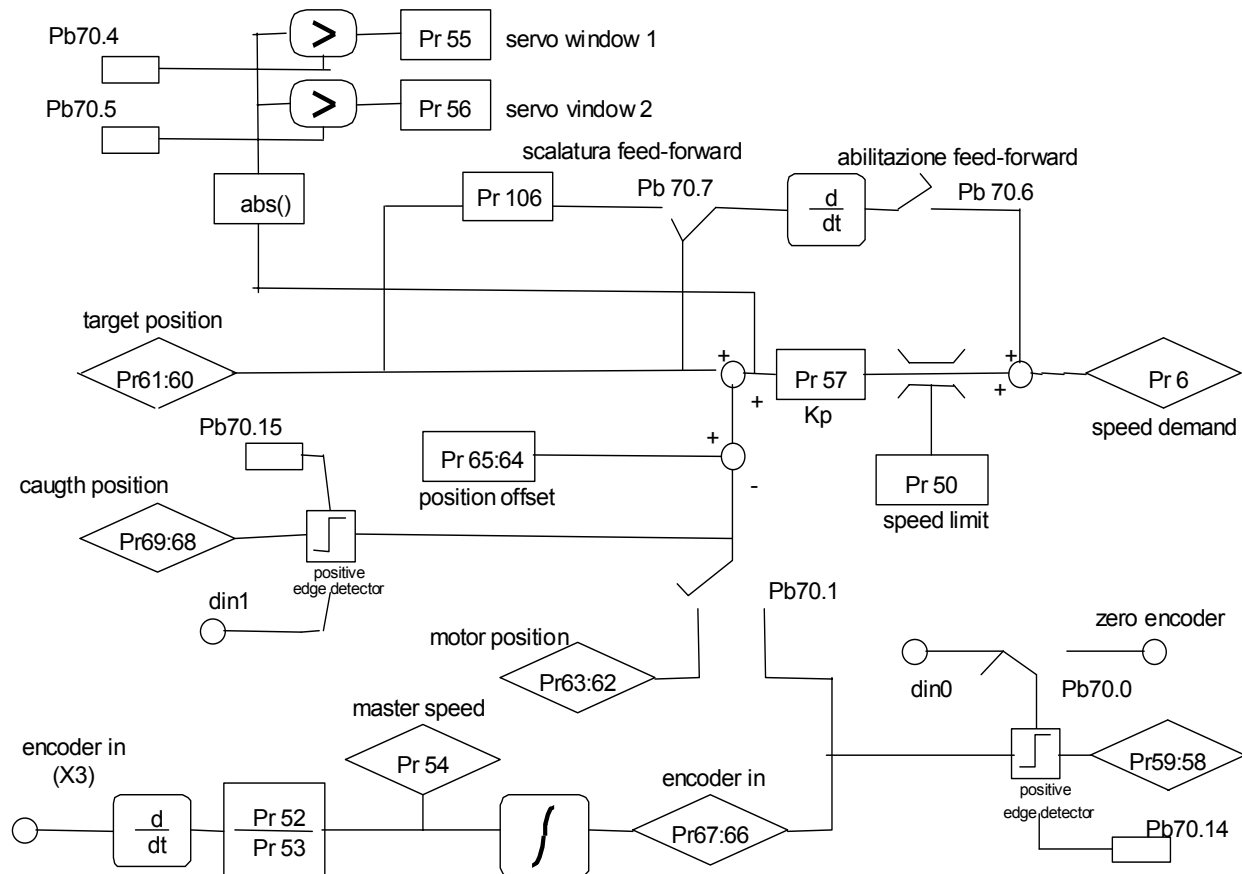 Pb70.4
>
Pr 55
servo window 1
Pb70.5
>
Pr 56
servo vindow 2
scalatura feed-forward
abilitazione feed-forward
abs()
Pr 106
Pb 70.7
d
dt
Pb 70.6
target position
Pr61:60
+
+
Pr 57
Kp
+
+
Pr 6
speed demand
Pb70.15
+
-
Pr 65:64
position offset
Pr 50
speed limit
caugth position
Pr69:68
positive
edge detector
din1
Pb70.1
motor position
Pr63:62
zero encoder
din0
Pb70.0
master speed
Pr 54
encoder in
(X3)
d
dt
Pr 52
Pr 53
∫
encoder in
Pr67:66
Pr59:58
positive
edge detector
Pb70.14